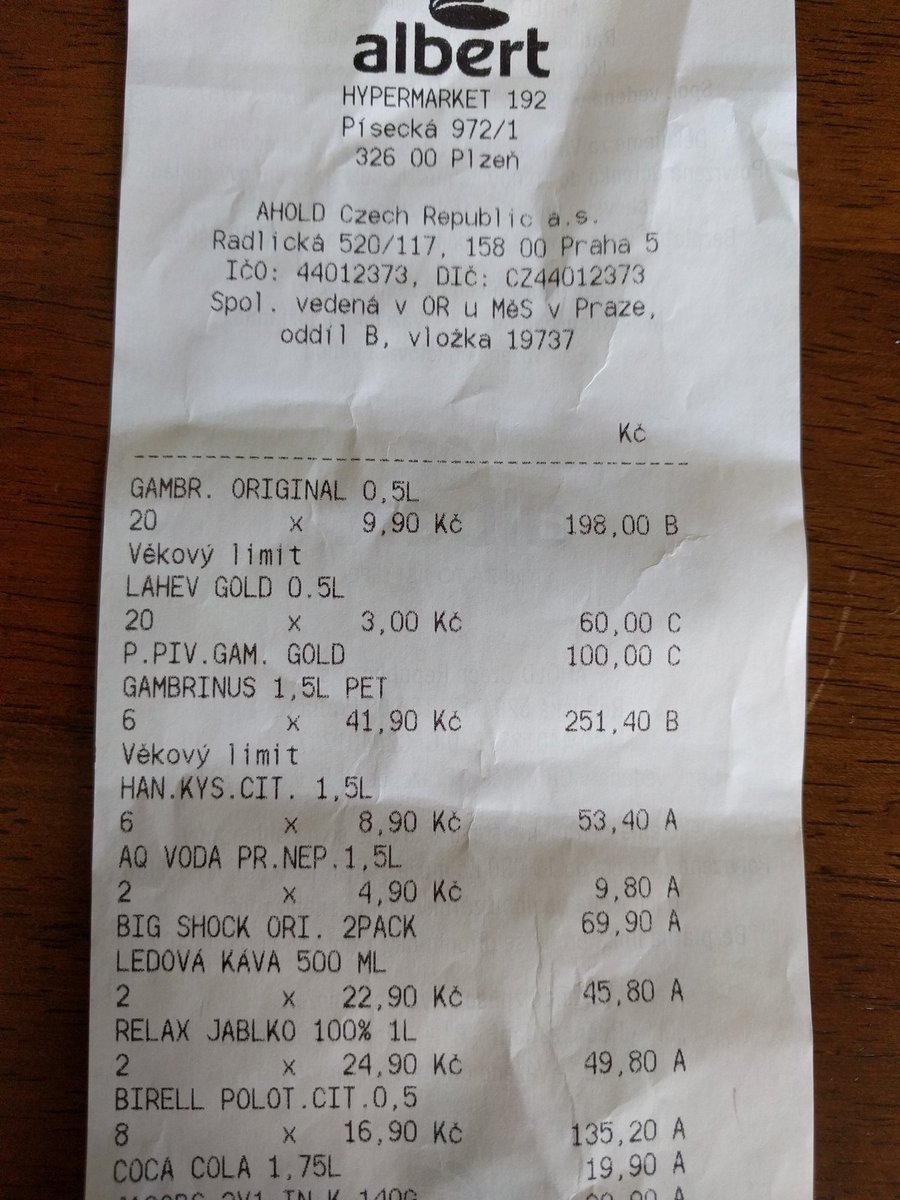 albert
HYPERMARKET 192
Písecká 972/1
326 00 Plzeň
AHOLD Czech Republic a.s.
Radlická 520/117, 158 00 Praha 5
IČO: 44012373, DIČ: CZ44012373
Spol. vedená v OR u MěS v Praze,
oddíl B, vložka 19737
Kč
GAMBR. ORIGINAL 0,5L
20 x 9,90 Kč 198,00 B
Věkový limit
LAHEV GOLD 0.5L
20 x 3,00 Kč 60,00 C
P.PIV.GAM. GOLD 100,00 C
GAMBRINUS 1,5L PET
6 x 41,90 Kč 251,40 B
Věkový limit
HAN.KYS.CIT. 1,5L
6 x 8,90 Kč 53,40 A
AQ VODA PR.NEP.1,5L
2 x 4,90 Kč 9,80 A
BIG SHOCK ORI. 2PACK 69,90 A
LEDOVÁ KÁVA 500 ML
2 x 22,90 Kč 45,80 A
RELAX JABLKO 100% 1L
2 x 24,90 Kč 49,80 A
BIRELL POLOT.CIT.0,5
8 x 16,90 Kč 135,20 A
COCA COLA 1,75L 19,90 A